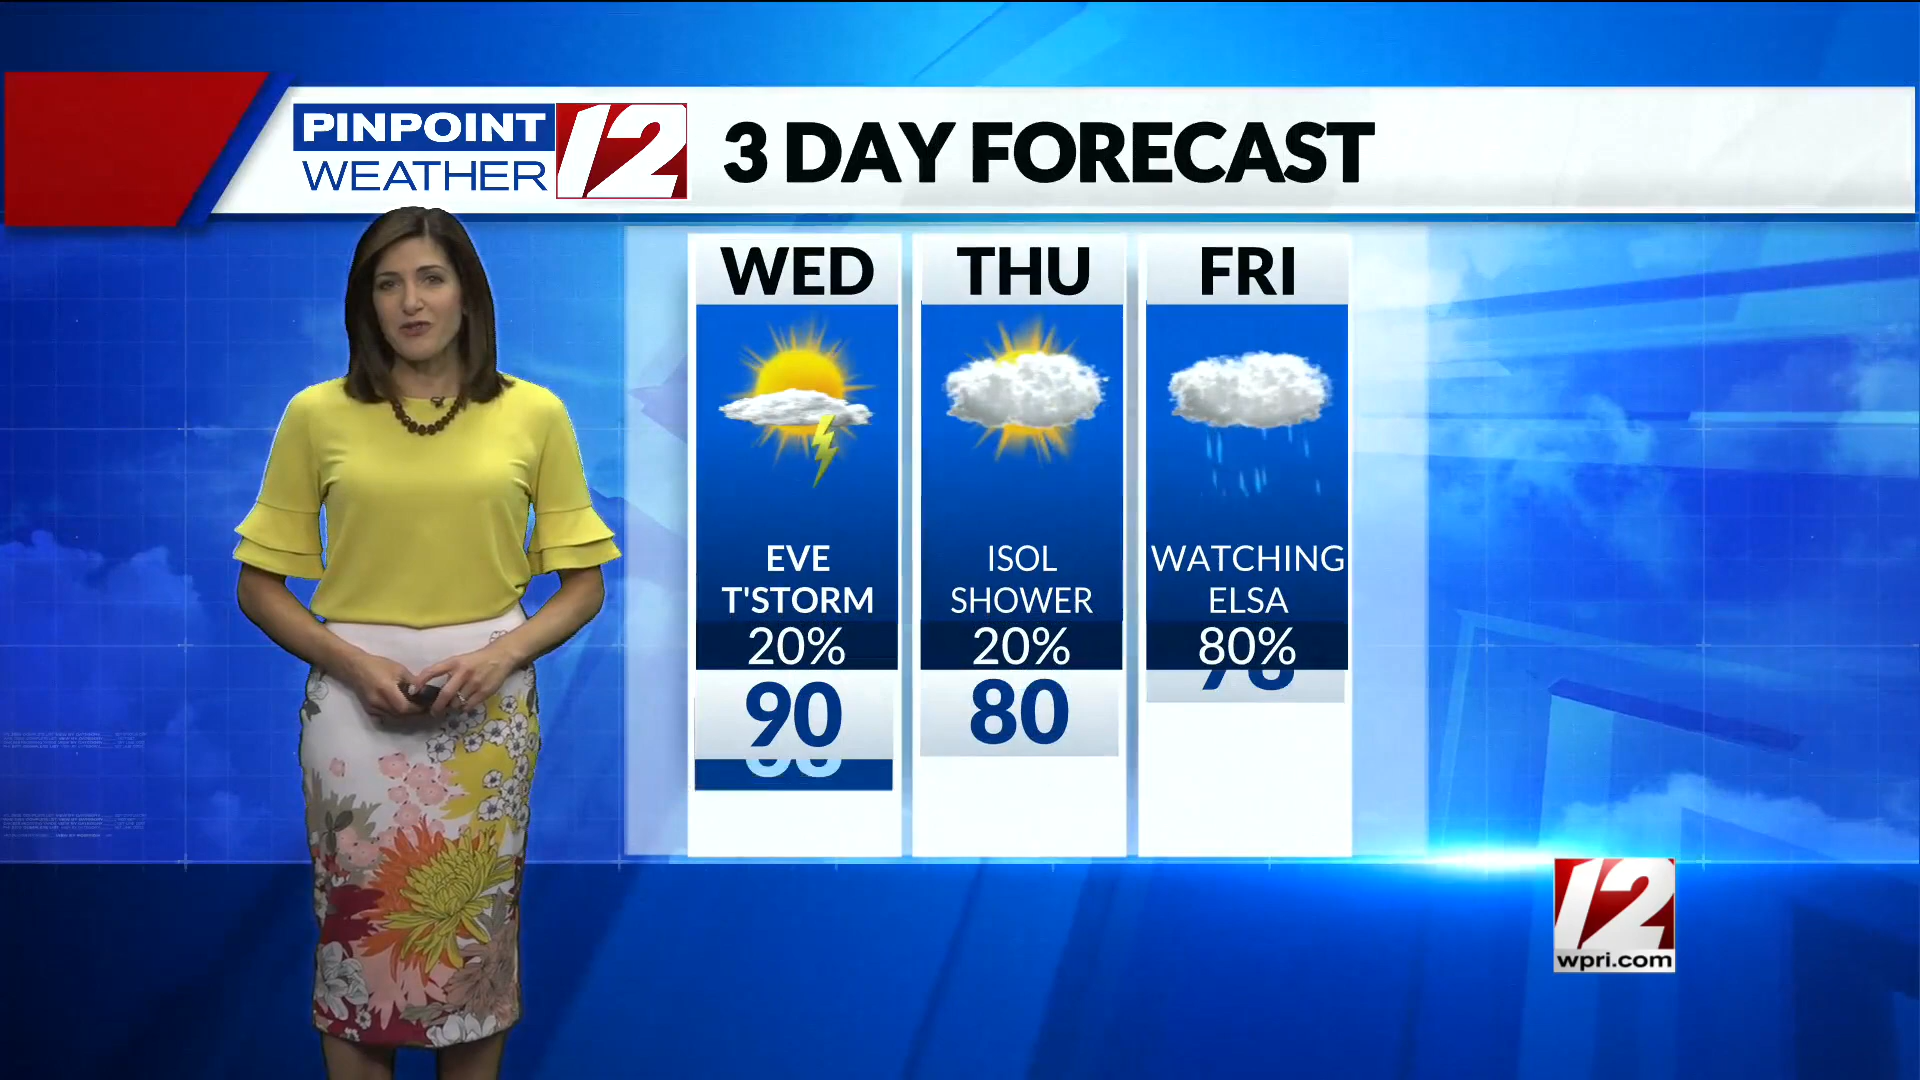 PINPOINT
WEATHER
12
3 DAY FORECAST
WED
THU
FRI
EVE
T'STORM
20%
90
ISOL
SHOWER
20%
80
WATCHING
ELSA
80%
12
wpri.com